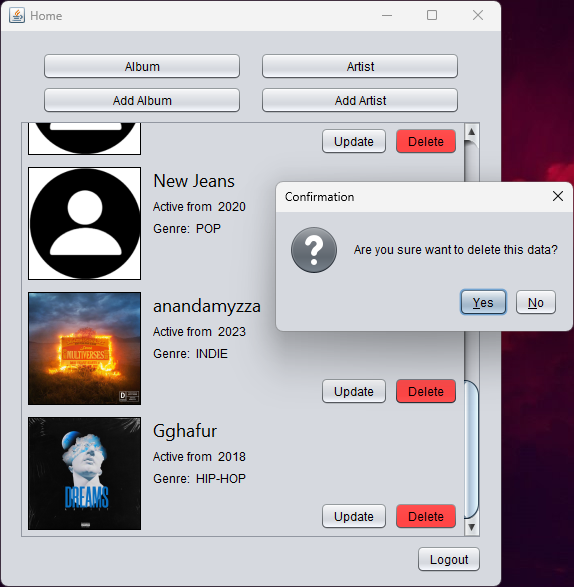 Home
Album
Artist
Add Album
Add Artist
Update
Delete
New Jeans
Active from 2020
Genre: POP
Confirmation
Are you sure want to delete this data?
Yes
No
anandamyzza
Active from 2023
Genre: INDIE
MULTIVERSES
Update
Delete
Gghafur
Active from 2018
Genre: HIP-HOP
DREAMS
Update
Delete
Logout